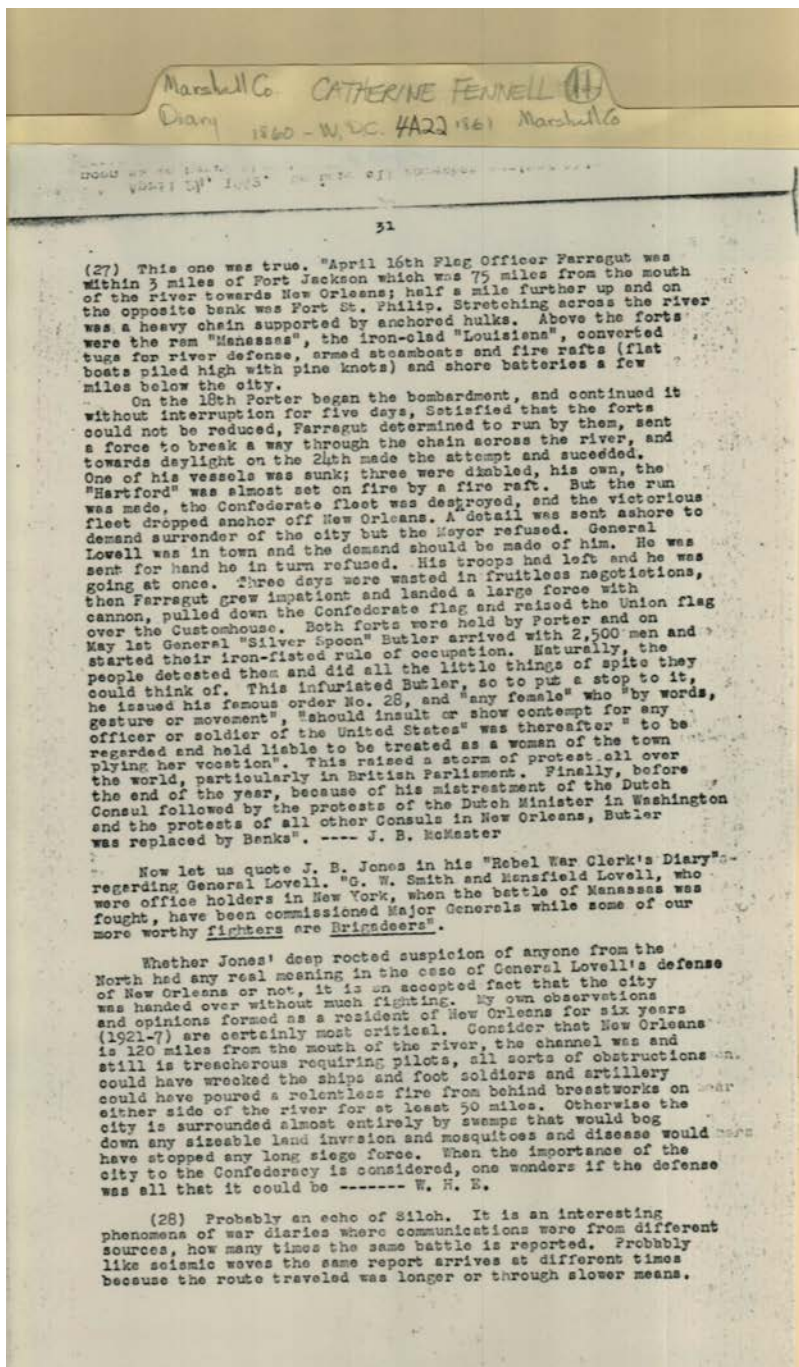 Marshall Co. CATHERINE FENNELL 11
Diary 1860 - W, DC. 4A22 1861 Marshall Co
31
(27) This one was true. "April 16th Flag Officer Farragut was
within 3 miles of Fort Jackson which was 75 miles from the mouth
of the river towards New Orleans; half a mile further up and on
the opposite bank was Fort St. Philip. Stretching across the river
was a heavy chain supported by anchored hulks. Above the forts
were the ram "Manassas", the iron-clad "Louisiana", converted
tugs for river defense, armed steamboats and fire rafts (flat
boats piled high with pine knots) and shore batteries a few
miles below the city.
On the 18th Porter began the bombardment, and continued it
without interruption for five days, Satisfied that the forts
could not be reduced, Farragut determined to run by them, sent
a force to break a way through the chain across the river, and
towards daylight on the 24th made the attempt and suceeded.
One of his vessels was sunk; three were diabled, his own, the
"Hartford" was almost set on fire by a fire raft. But the run
was made, the Confederate fleet was destroyed, and the victorious
fleet dropped anchor off New Orleans. A detail was sent ashore to
demand surrender of the city but the Mayor refused. General
Lovell was in town and the demand should be made of him. He was
sent for hand he in turn refused. His troops had left and he was
going at once. Three days were wasted in fruitless negotiations,
then Farragut grew impatient and landed a large force with
cannon, pulled down the Confederate flag and raised the Union flag
over the Customhouse. Both forts were held by Porter and on
May 1st General "Silver Spoon" Butler arrived with 2,500 men and
started their iron-fisted rule of occupation. Naturally, the
people detested them and did all the little things of spite they
could think of. This infuriated Butler, so to put a stop to it,
he issued his famous order No. 28, and "any female" who "by words,
gesture or movement", "should insult or show contempt for any
officer or soldier of the United States" was thereafter " to be
regarded and held liable to be treated as a woman of the town
plying her vocation". This raised a storm of protest all over
the world, particularly in British Parliament. Finally, before
the end of the year, because of his mistreatment of the Dutch
Consul followed by the protests of the Dutch Minister in Washington
and the protests of all other Consuls in New Orleans, Butler
was replaced by Banks". ---- J. B. McMaster
Now let us quote J. B. Jones in his "Rebel War Clerk's Diary"
regarding General Lovell. "G. W. Smith and Mansfield Lovell, who
were office holders in New York, when the battle of Manassas was
fought, have been commissioned Major Generals while some of our
more worthy fighters are Brigadeers".
Whether Jones' deep rooted suspicion of anyone from the
North had any real meaning in the case of General Lovell's defense
of New Orleans or not, it is an accepted fact that the city
was handed over without much fighting. My own observations
and opinions formed as a resident of New Orleans for six years
(1921-7) are certainly most critical. Consider that New Orleans
is 120 miles from the mouth of the river, the channel was and
still is treacherous requiring pilots, all sorts of obstructions
could have wrecked the ships and foot soldiers and artillery
could have poured a relentless fire from behind breastworks on
either side of the river for at least 50 miles. Otherwise the
city is surrounded almost entirely by swamps that would bog
down any sizeable land invasion and mosquitoes and disease would
have stopped any long siege force. When the importance of the
city to the Confederacy is considered, one wonders if the defense
was all that it could be ------- W. H. E.
(28) Probably an echo of Siloh. It is an interesting
phenomena of war diaries where communications were from different
sources, how many times the same battle is reported. Probably
like seismic waves the same report arrives at different times
because the route traveled was longer or through slower means.